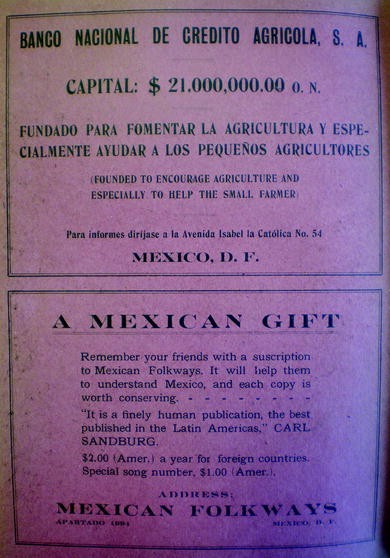 BANCO NACIONAL DE CREDITO AGRICOLA, S. A.
CAPITAL: $ 21.000,000.00 O. N.
FUNDADO PARA FOMENTAR LA AGRICULTURA Y ESPE-
CIALMENTE AYUDAR A LOS PEQUEÑOS AGRICULTORES
(FOUNDED TO ENCOURAGE AGRICULTURE AND
ESPECIALLY TO HELP THE SMALL FARMER)
Para informes diríjase a la Avenida Isabel la Católica No. 54
MEXICO, D. F.
A MEXICAN GIFT
Remember your friends with a suscription
to Mexican Folkways. It will help them
to understand Mexico, and each copy is
worth conserving. - - - - - - - -
"It is a finely human publication, the best
published in the Latin Americas," CARL
SANDBURG.
$2.00 (Amer.) a year for foreign countries.
Special song number, $1.00 (Amer.).
ADDRESS:
MEXICAN FOLKWAYS
APARTADO 1994 MEXICO, D. F.